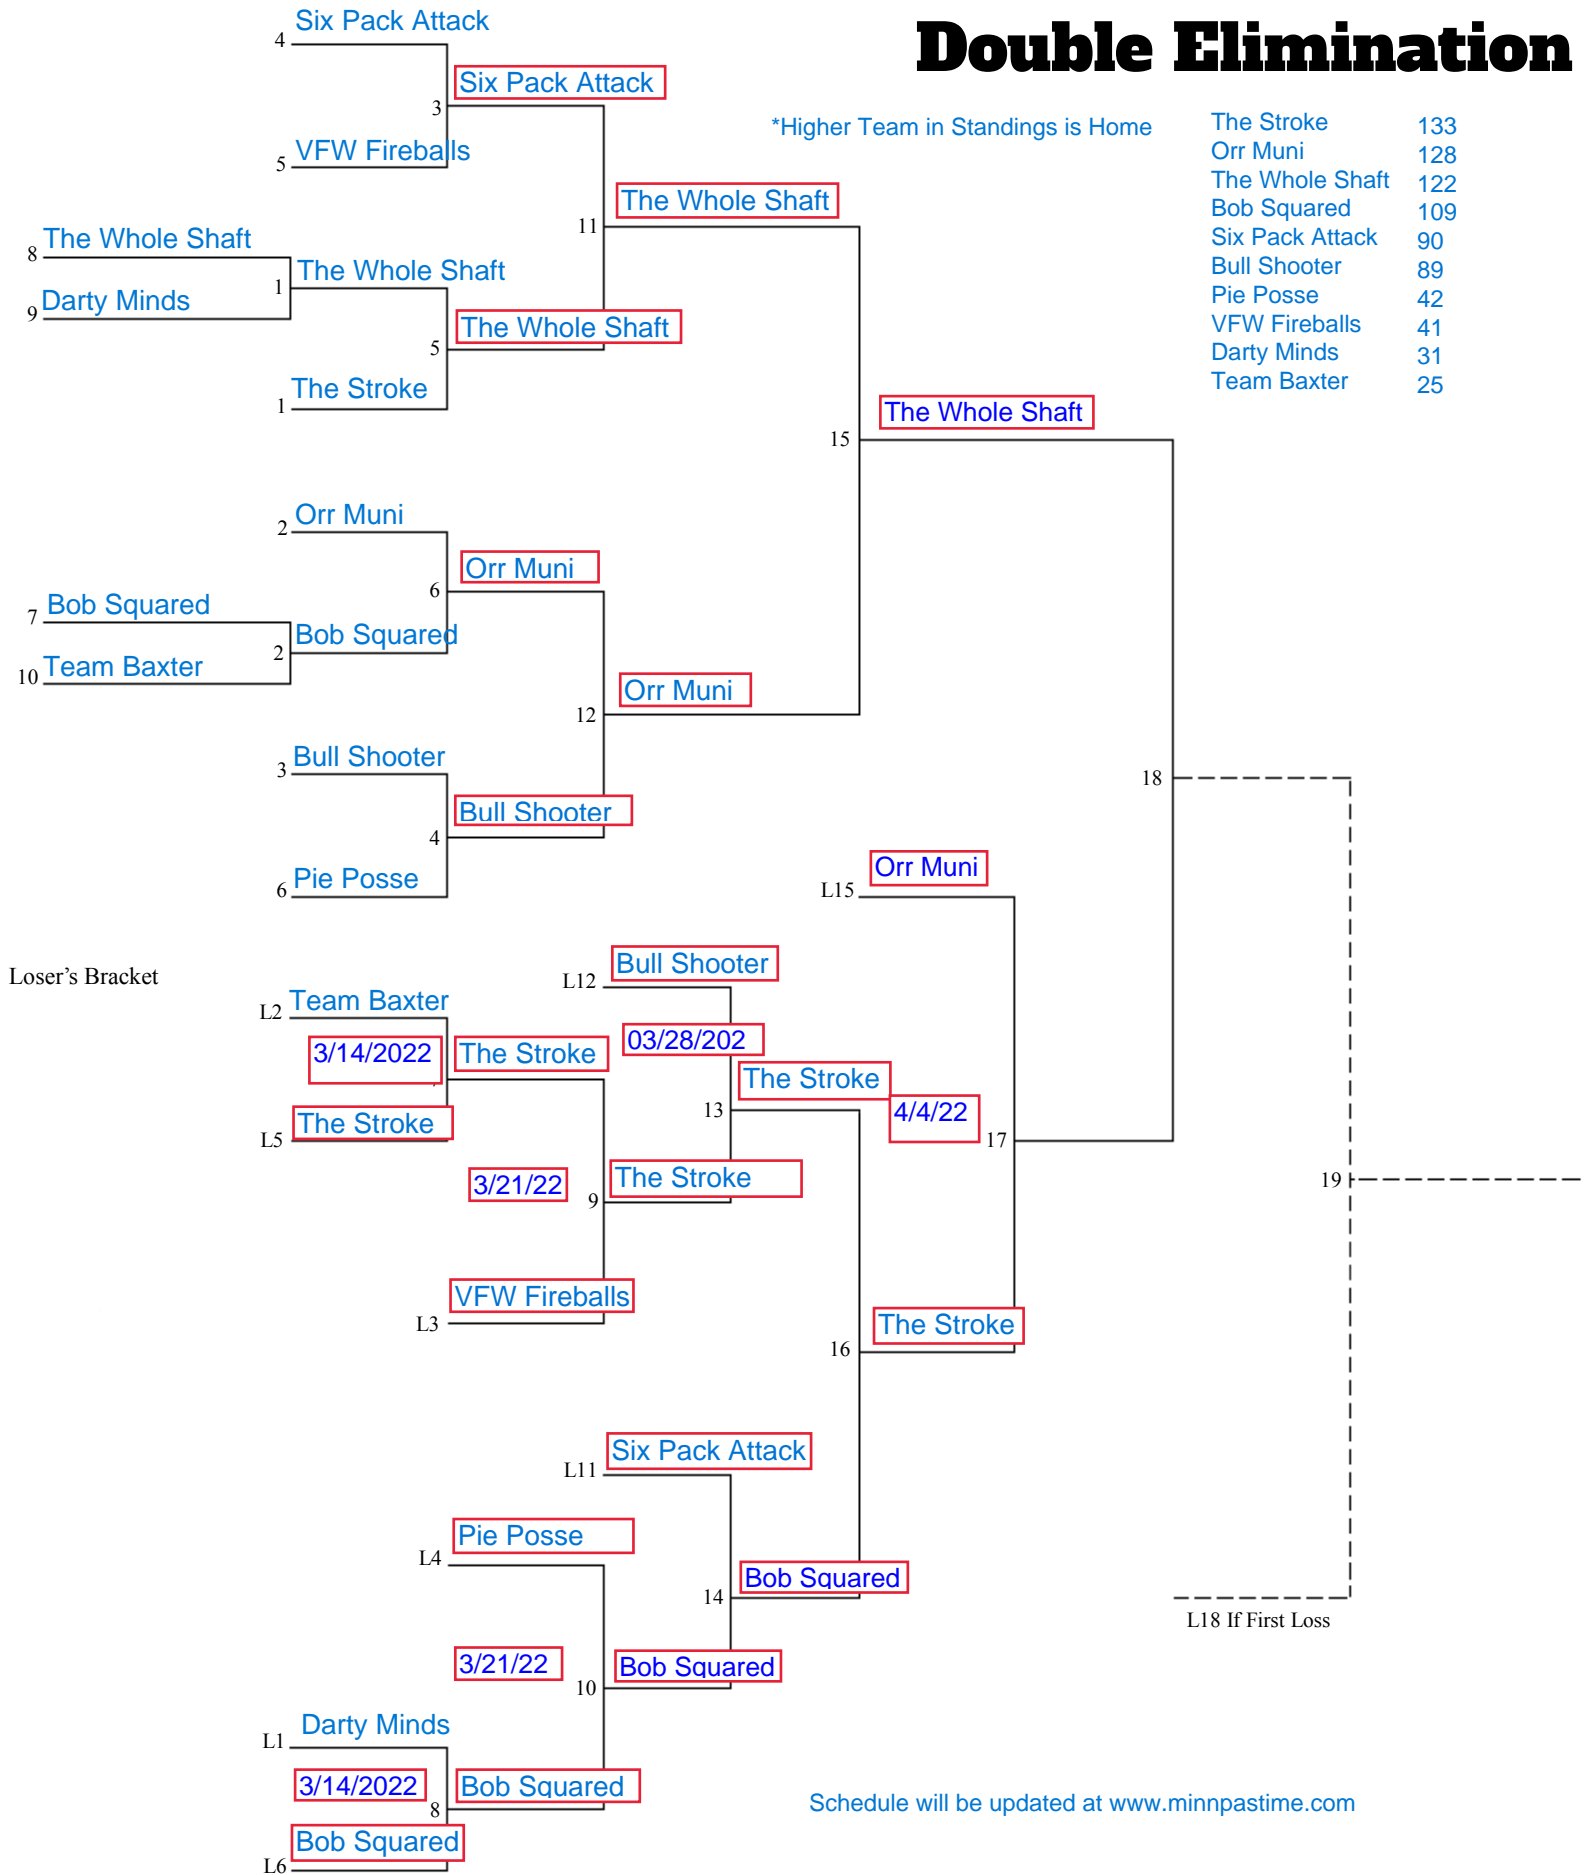 Double Elimination
*Higher Team in Standings is Home
The Stroke 133
Orr Muni 128
The Whole Shaft 122
Bob Squared 109
Six Pack Attack 90
Bull Shooter 89
Pie Posse 42
VFW Fireballs 41
Darty Minds 31
Team Baxter 25
4 Six Pack Attack
3 Six Pack Attack
5 VFW Fireballs
11 The Whole Shaft
8 The Whole Shaft
1 The Whole Shaft
9 Darty Minds
5 The Whole Shaft
1 The Stroke
15 The Whole Shaft
2 Orr Muni
6 Orr Muni
7 Bob Squared
2 Bob Squared
10 Team Baxter
12 Orr Muni
3 Bull Shooter
4 Bull Shooter
6 Pie Posse
18
L15 Orr Muni
Loser's Bracket
L12 Bull Shooter
L2 Team Baxter
3/14/2022
The Stroke
03/28/202
L5 The Stroke
13 The Stroke
4/4/22
17
3/21/22
9 The Stroke
19
L3 VFW Fireballs
16 The Stroke
L11 Six Pack Attack
L4 Pie Posse
14 Bob Squared
L18 If First Loss
3/21/22
10 Bob Squared
L1 Darty Minds
3/14/2022
8 Bob Squared
L6 Bob Squared
Schedule will be updated at www.minnpastime.com